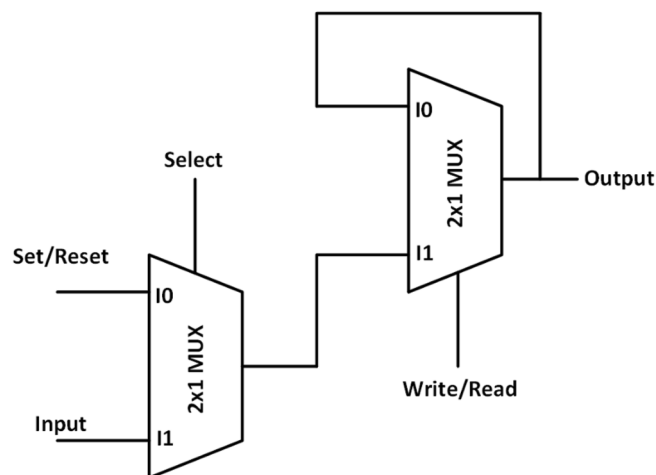 I0
2x1 MUX
Select
Output
Set/Reset
I1
I0
2x1 MUX
Write/Read
Input
I1